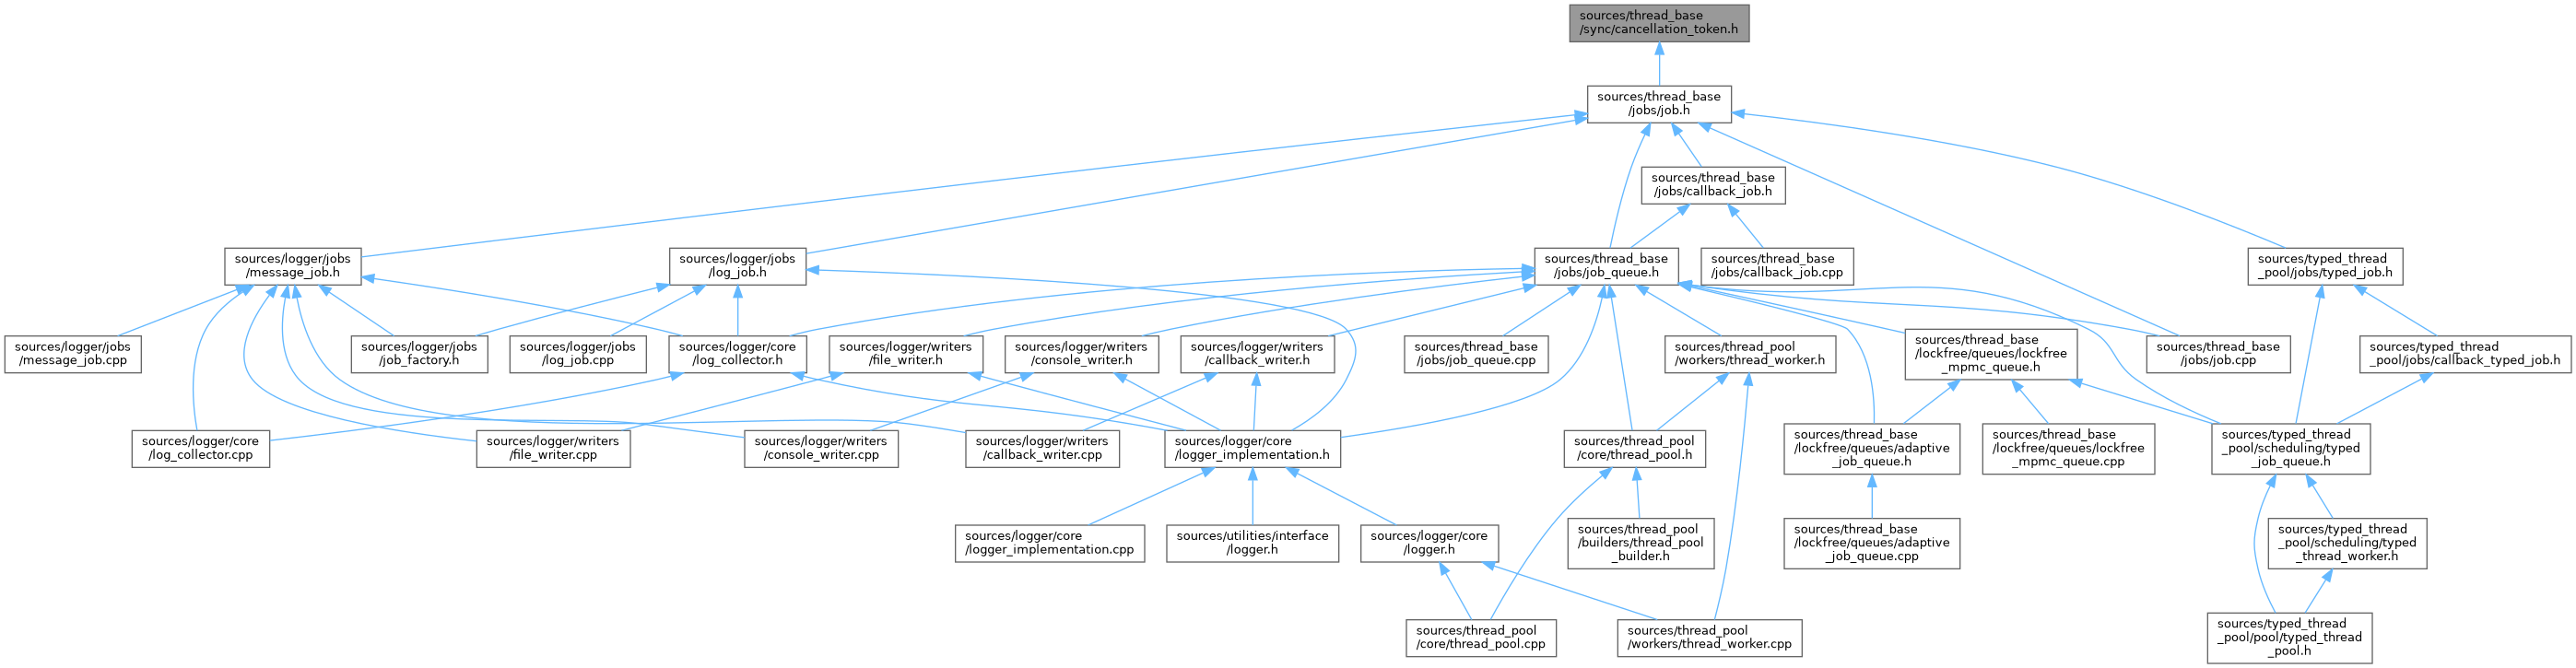 sources/thread_base
/sync/cancellation_token.h
sources/thread_base
/jobs/job.h
sources/thread_base
/jobs/callback_job.h
sources/logger/jobs
/message_job.h
sources/logger/jobs
/log_job.h
sources/thread_base
/jobs/job_queue.h
sources/thread_base
/jobs/callback_job.cpp
sources/typed_thread
_pool/jobs/typed_job.h
sources/logger/jobs
/message_job.cpp
sources/logger/jobs
/job_factory.h
sources/logger/jobs
/log_job.cpp
sources/logger/core
/log_collector.h
sources/logger/writers
/file_writer.h
sources/logger/writers
/console_writer.h
sources/logger/writers
/callback_writer.h
sources/thread_base
/jobs/job_queue.cpp
sources/thread_pool
/workers/thread_worker.h
sources/thread_base
/lockfree/queues/lockfree
_mpmc_queue.h
sources/thread_base
/jobs/job.cpp
sources/typed_thread
_pool/jobs/callback_typed_job.h
sources/logger/core
/log_collector.cpp
sources/logger/writers
/file_writer.cpp
sources/logger/writers
/console_writer.cpp
sources/logger/writers
/callback_writer.cpp
sources/logger/core
/logger_implementation.h
sources/thread_pool
/core/thread_pool.h
sources/thread_base
/lockfree/queues/adaptive
_job_queue.h
sources/thread_base
/lockfree/queues/lockfree
_mpmc_queue.cpp
sources/typed_thread
_pool/scheduling/typed
_job_queue.h
sources/logger/core
/logger_implementation.cpp
sources/utilities/interface
/logger.h
sources/logger/core
/logger.h
sources/thread_pool
/builders/thread_pool
_builder.h
sources/thread_base
/lockfree/queues/adaptive
_job_queue.cpp
sources/typed_thread
_pool/scheduling/typed
_thread_worker.h
sources/thread_pool
/core/thread_pool.cpp
sources/thread_pool
/workers/thread_worker.cpp
sources/typed_thread
_pool/pool/typed_thread
_pool.h